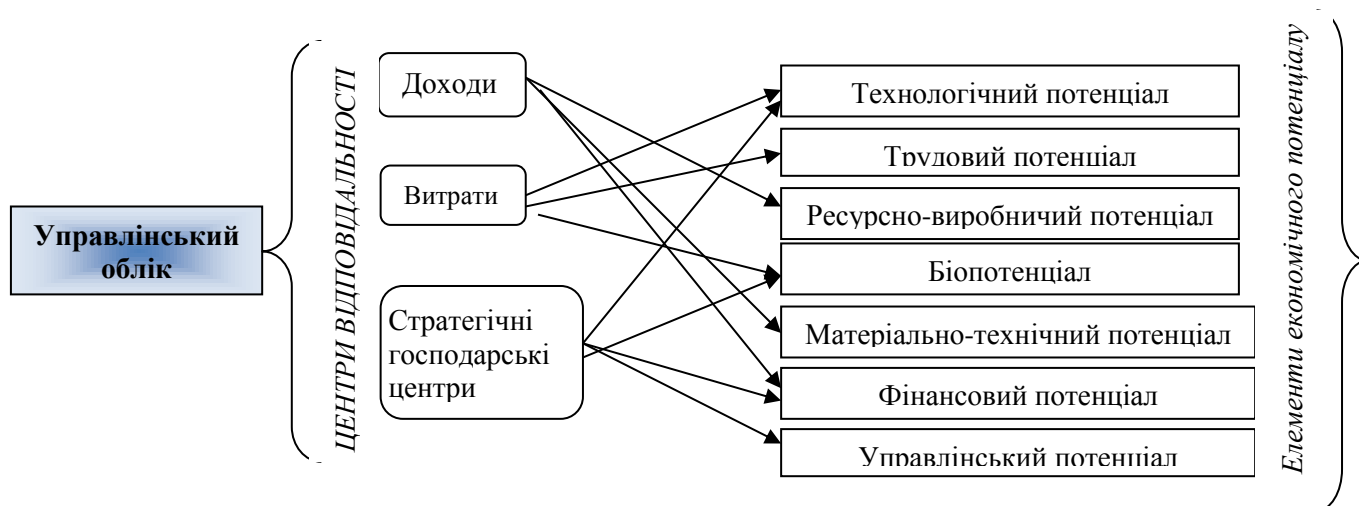 Управлінський
облік
ЦЕНТРИ ВІДПОВІДАЛЬНОСТІ
Доходи
Витрати
Стратегічні
господарські
центри
Технологічний потенціал
Трудовий потенціал
Ресурсно-виробничий потенціал
Біопотенціал
Матеріально-технічний потенціал
Фінансовий потенціал
Управлінський потенціал
Елементи економічного потенціалу